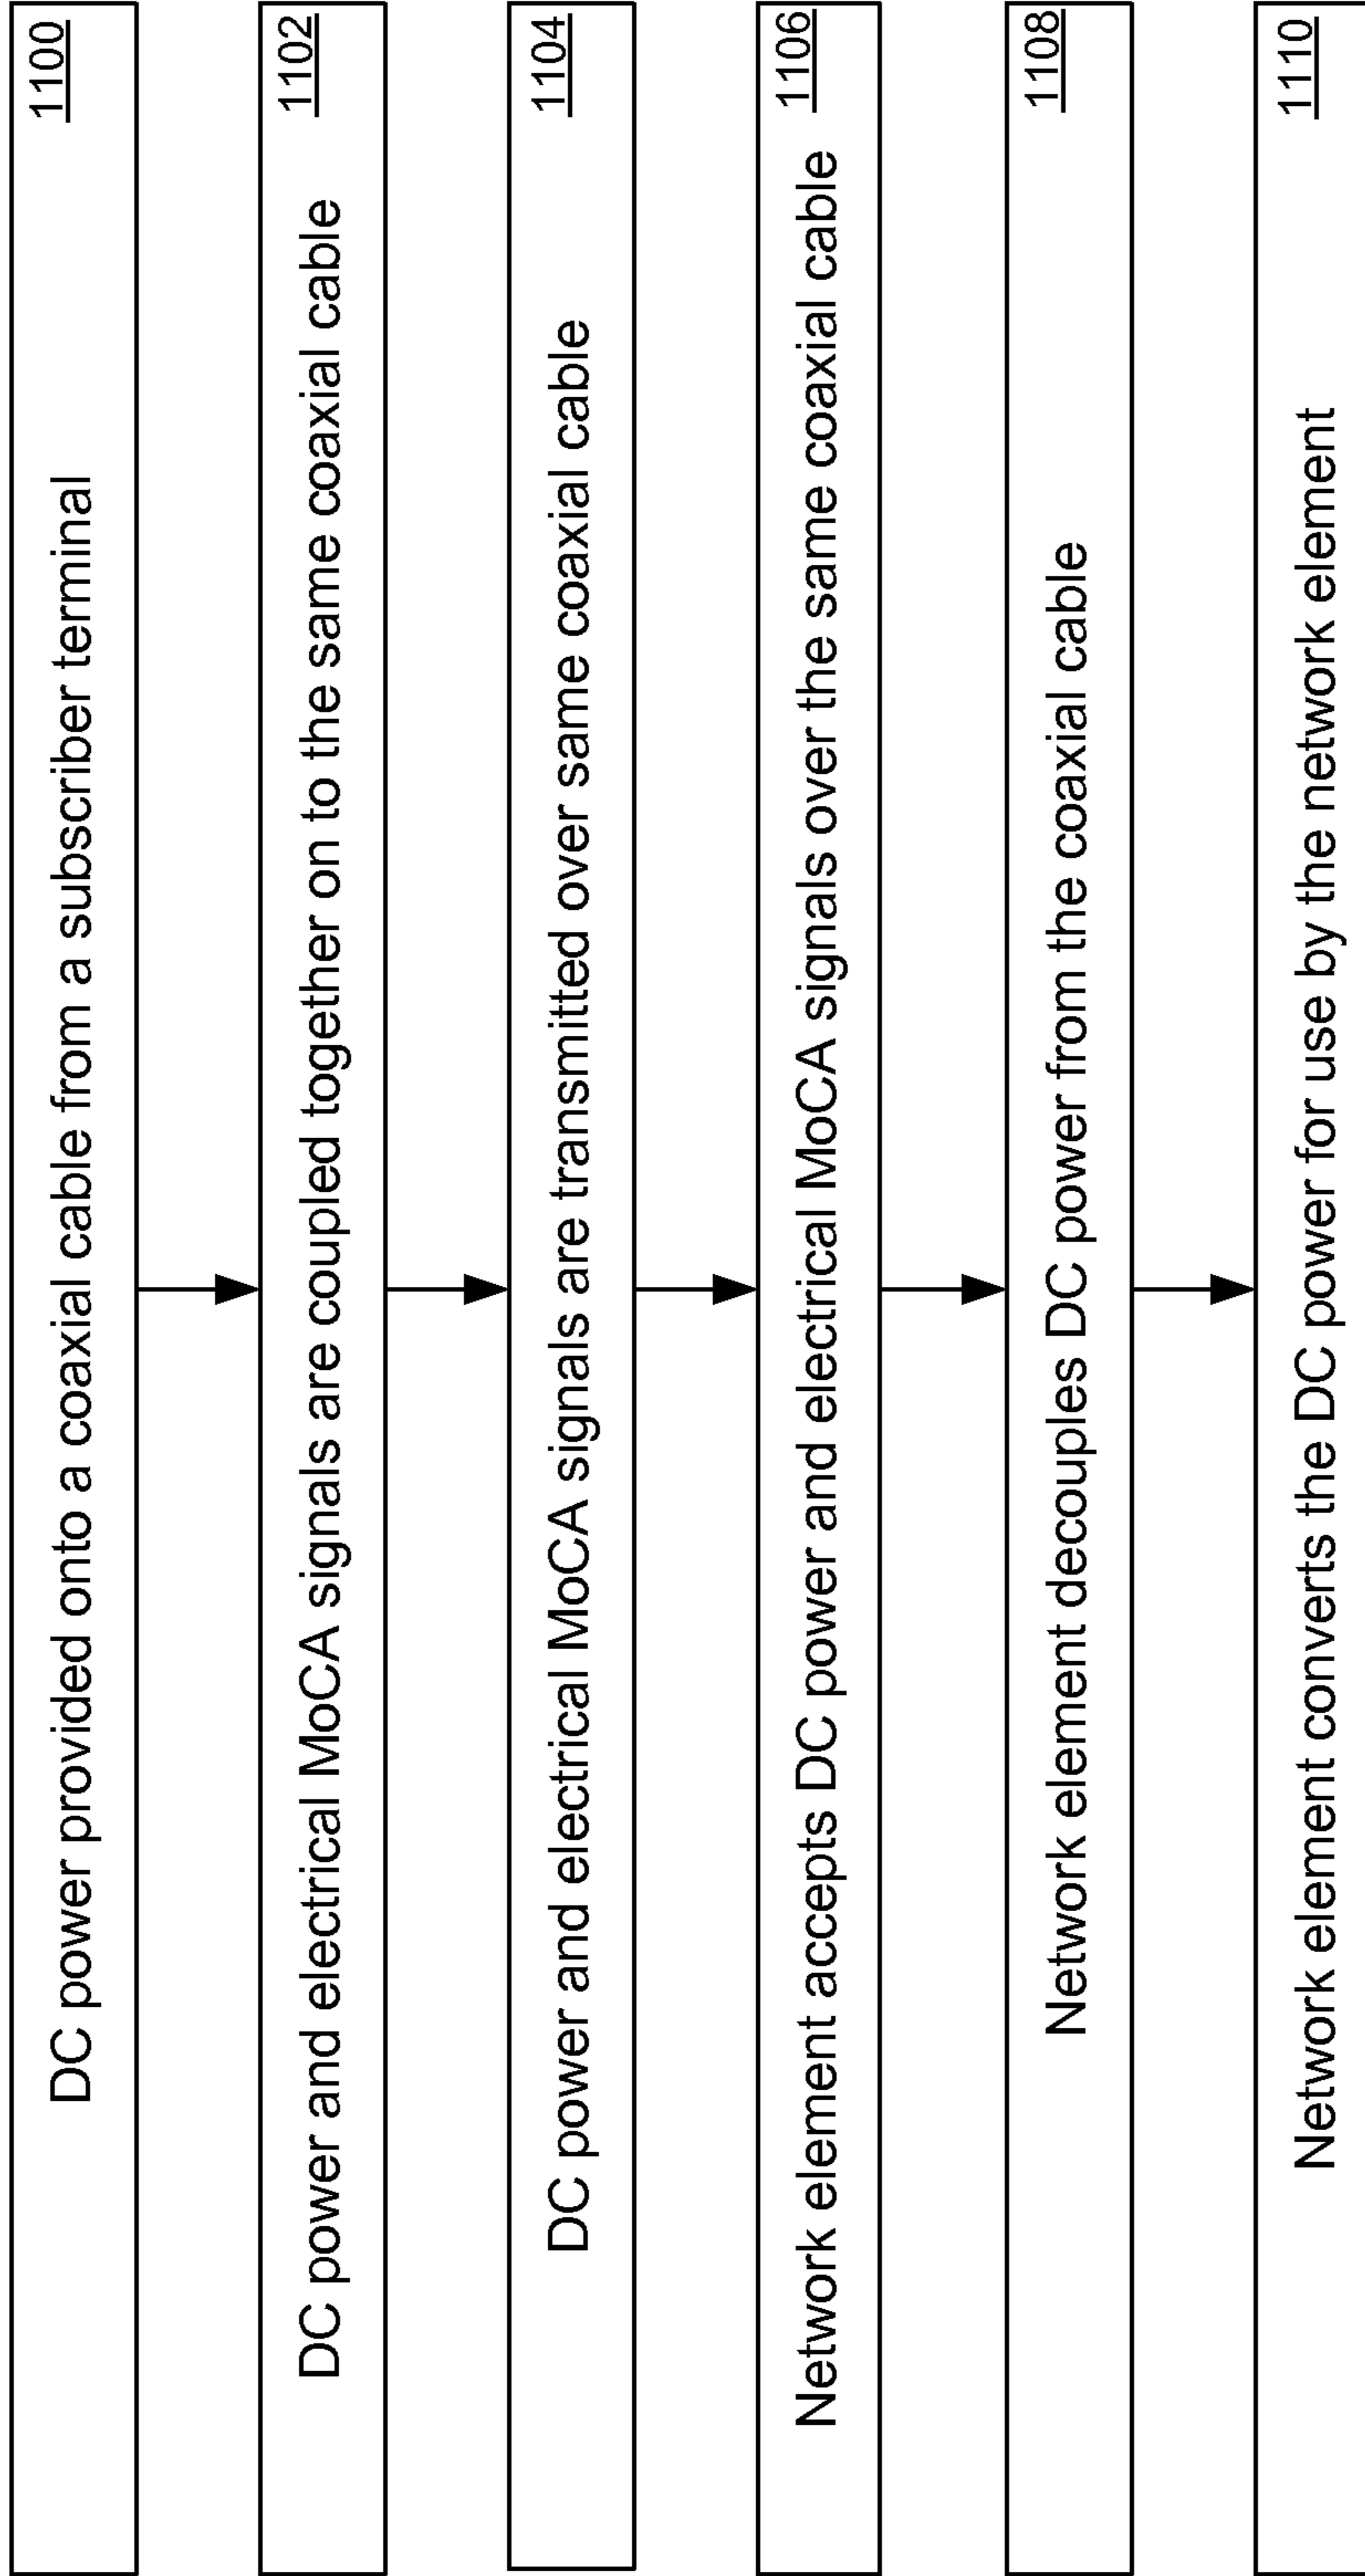 1100
DC power provided onto a coaxial cable from a subscriber terminal
1102
DC power and electrical MoCA signals are coupled together on to the same coaxial cable
1104
DC power and electrical MoCA signals are transmitted over same coaxial cable
1106
Network element accepts DC power and electrical MoCA signals over the same coaxial cable
1108
Network element decouples DC power from the coaxial cable
1110
Network element converts the DC power for use by the network element